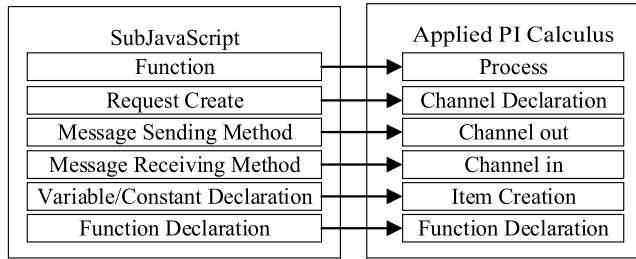 SubJavaScript
Function
Request Create
Message Sending Method
Message Receiving Method
Variable/Constant Declaration
Function Declaration
Applied PI Calculus
Process
Channel Declaration
Channel out
Channel in
Item Creation
Function Declaration